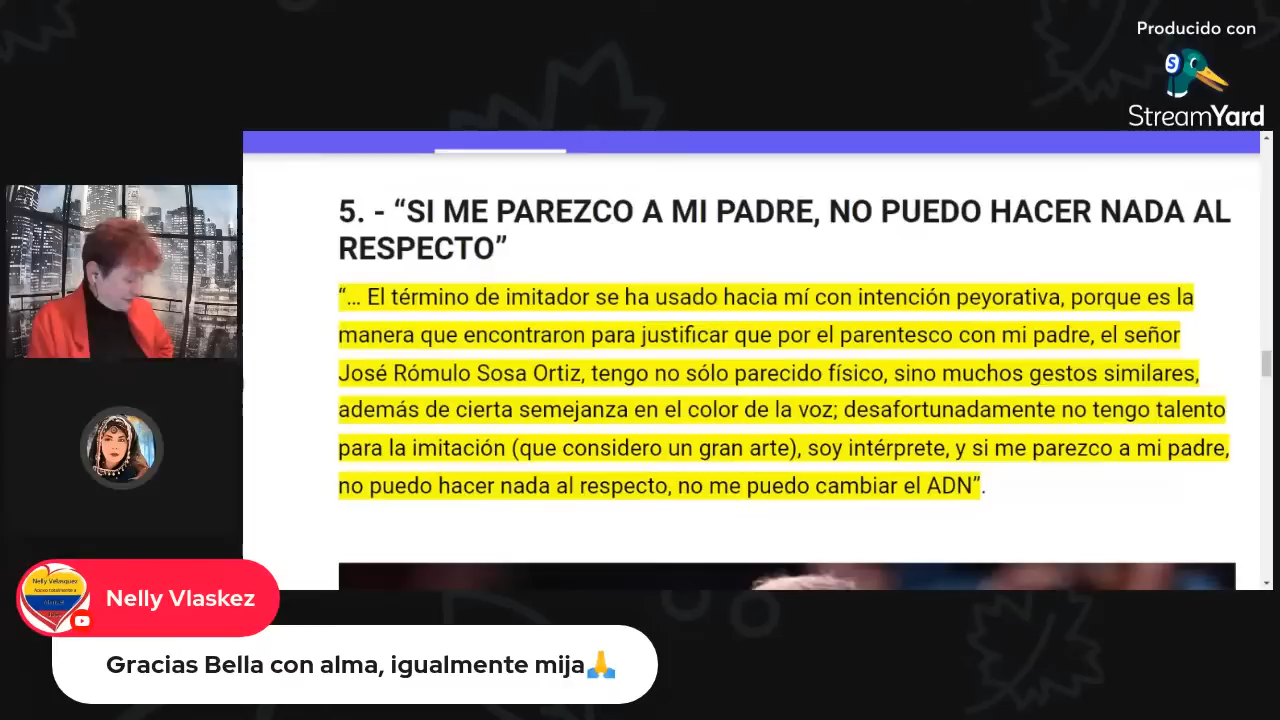 Producido con
StreamYard
5. - “SI ME PAREZCO A MI PADRE, NO PUEDO HACER NADA AL
RESPECTO”
“… El término de imitador se ha usado hacia mí con intención peyorativa, porque es la
manera que encontraron para justificar que por el parentesco con mi padre, el señor
José Rómulo Sosa Ortiz, tengo no sólo parecido físico, sino muchos gestos similares,
además de cierta semejanza en el color de la voz; desafortunadamente no tengo talento
para la imitación (que considero un gran arte), soy intérprete, y si me parezco a mi padre,
no puedo hacer nada al respecto, no me puedo cambiar el ADN”.
Nelly Velasquez
Nelly Vlaskez
Gracias Bella con alma, igualmente mija🙏